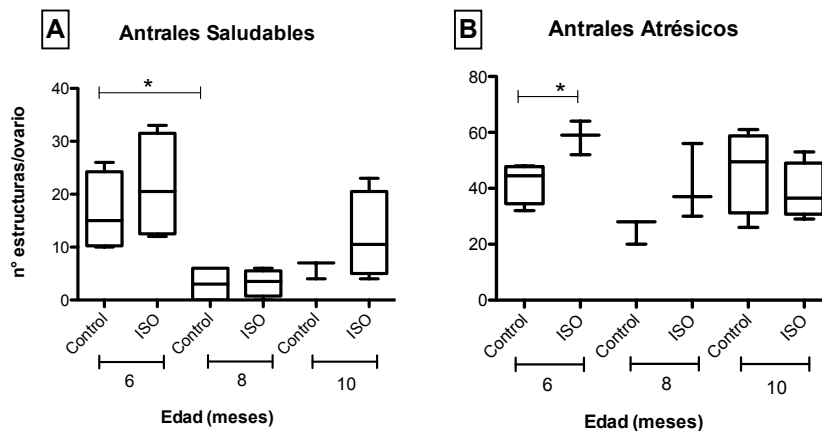 A
Antrales Saludables
nº estructuras/ovario
40
30
20
10
0
*
Control
ISO
Control
ISO
Control
ISO
6
8
10
Edad (meses)
B
Antrales Atrésicos
80
60
40
20
0
*
Control
ISO
Control
ISO
Control
ISO
6
8
10
Edad (meses)